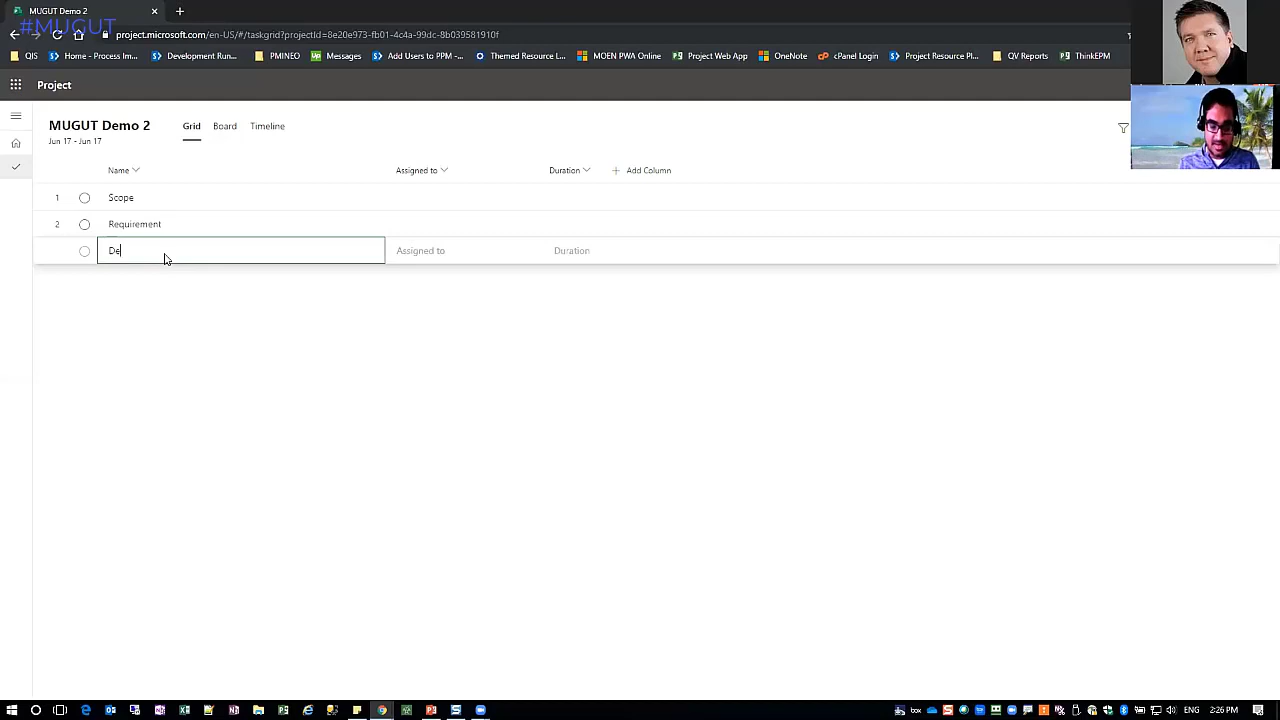 MUGUT Demo 2
#MUGUT
project.microsoft.com/en-US/#/taskgrid?projectId=8e20e973-fb01-4c4a-99dc-8b039581910f
QIS
Home - Process Im...
Development Run...
PMINEO
Messages
Add Users to PPM -...
Themed Resource L...
MOEN PWA Online
Project Web App
OneNote
cPanel Login
Project Resource Pl...
QV Reports
ThinkEPM
Project
MUGUT Demo 2
Grid
Board
Timeline
Jun 17 - Jun 17
Name
Assigned to
Duration
Add Column
1
Scope
2
Requirement
De
Assigned to
Duration
box
2:26 PM